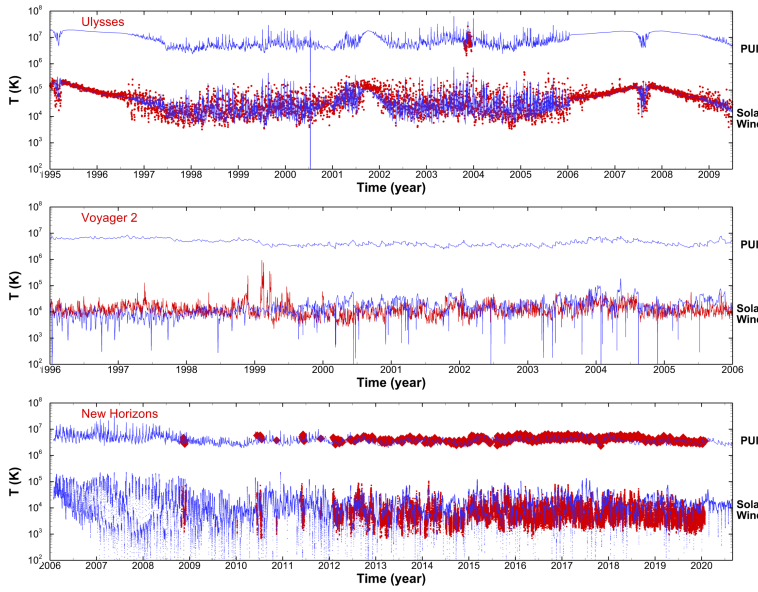 Ulysses
T (K)
10^8
10^7
10^6
10^5
10^4
10^3
10^2
PUI
Sola
Wind
1995 1996 1997 1998 1999 2000 2001 2002 2003 2004 2005 2006 2007 2008 2009
Time (year)
Voyager 2
T (K)
10^8
10^7
10^6
10^5
10^4
10^3
10^2
PUI
Sola
Wind
1996 1997 1998 1999 2000 2001 2002 2003 2004 2005 2006
Time (year)
New Horizons
T (K)
10^8
10^7
10^6
10^5
10^4
10^3
10^2
PUI
Sola
Wind
2006 2007 2008 2009 2010 2011 2012 2013 2014 2015 2016 2017 2018 2019 2020
Time (year)